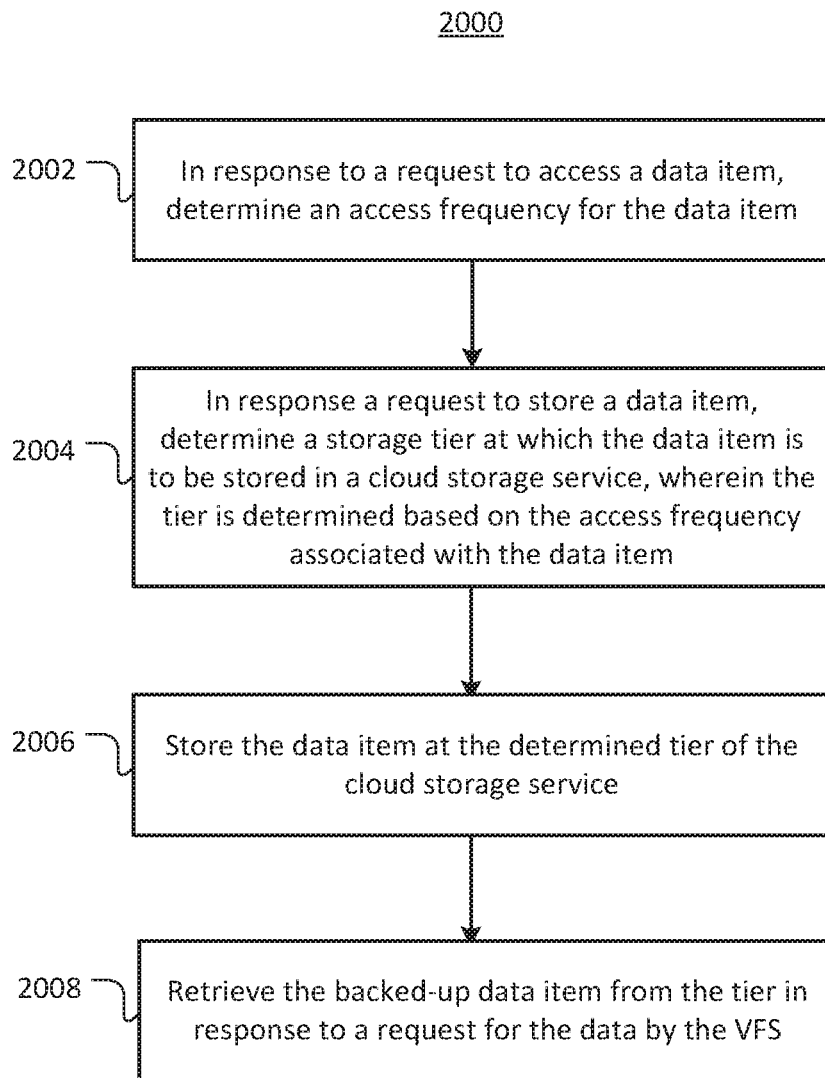 2000
2002
In response to a request to access a data item,
determine an access frequency for the data item
2004
In response a request to store a data item,
determine a storage tier at which the data item is
to be stored in a cloud storage service, wherein the
tier is determined based on the access frequency
associated with the data item
2006
Store the data item at the determined tier of the
cloud storage service
2008
Retrieve the backed-up data item from the tier in
response to a request for the data by the VFS